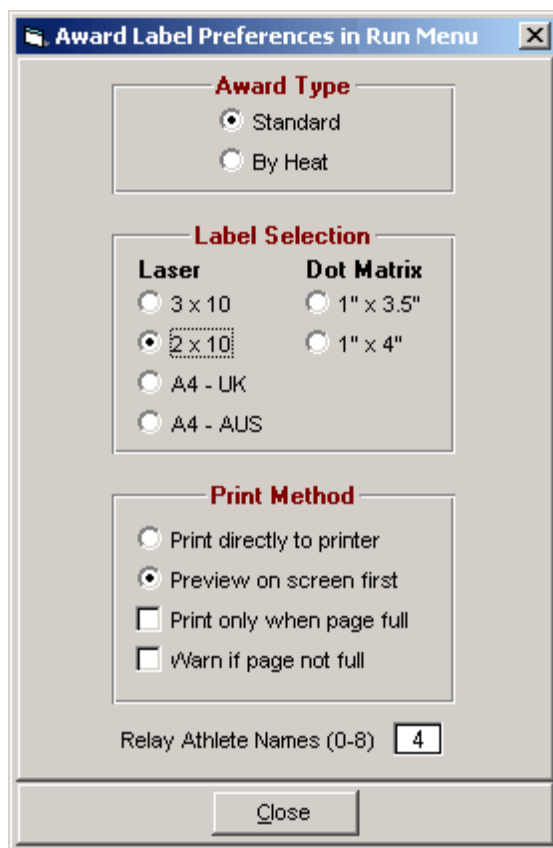 Award Label Preferences in Run Menu
Award Type
Standard
By Heat
Label Selection
Laser Dot Matrix
3 x 10 1" x 3.5"
2 x 10 1" x 4"
A4 - UK
A4 - AUS
Print Method
Print directly to printer
Preview on screen first
Print only when page full
Warn if page not full
Relay Athlete Names (0-8) 4
Close